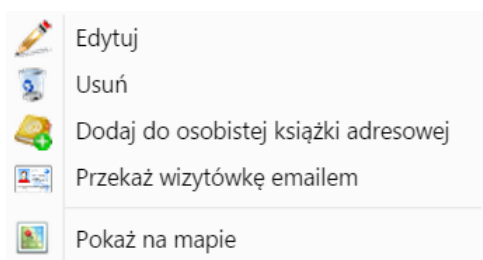 Edytuj
Usuń
Dodaj do osobistej książki adresowej
Przekaż wizytówkę emailem
Pokaż na mapie